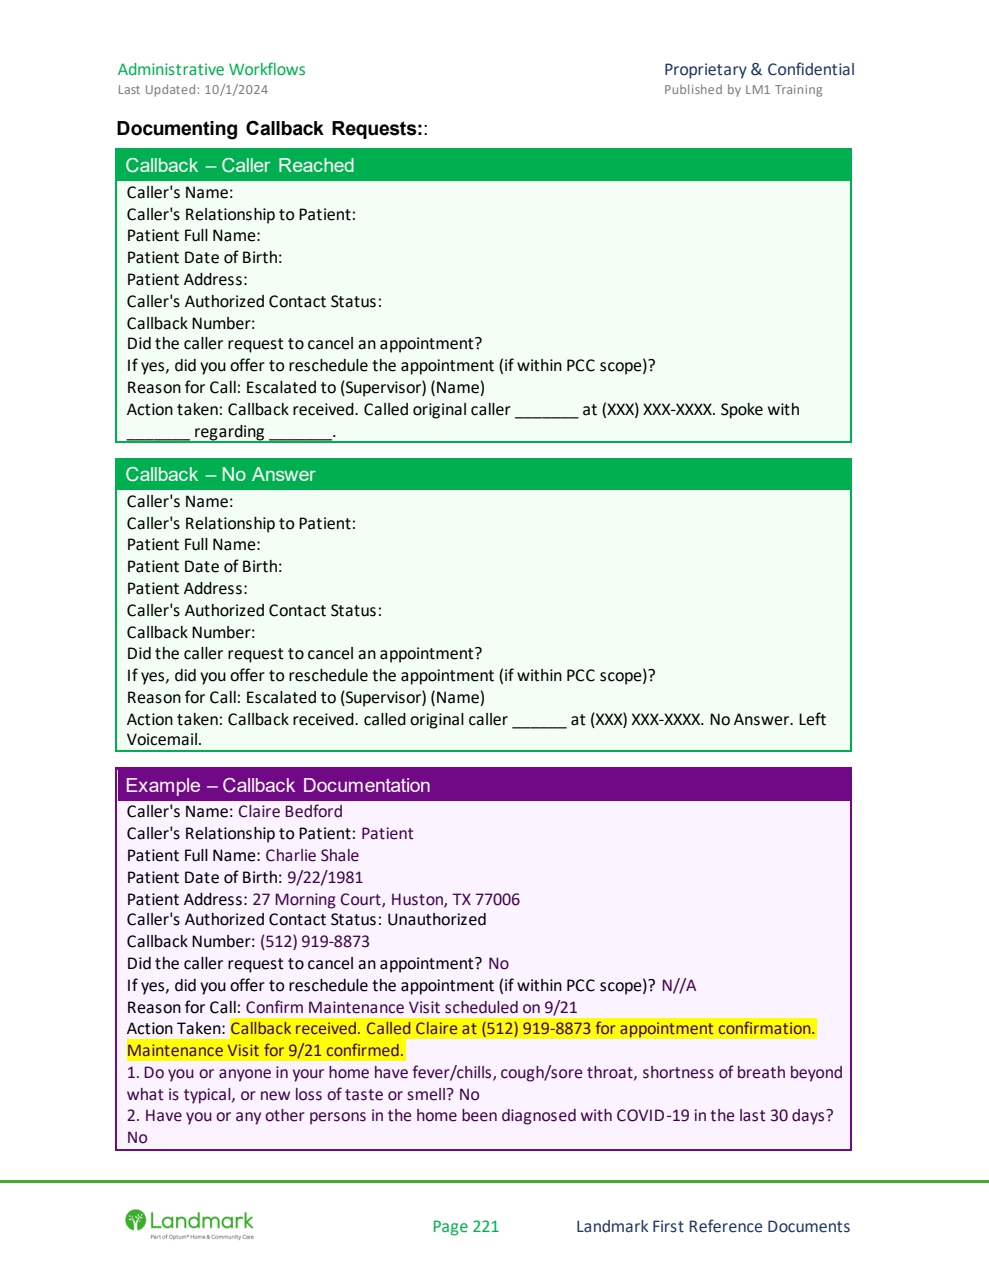 Administrative Workflows
Proprietary & Confidential
Last Updated: 10/1/2024
Published by LM1 Training
Documenting Callback Requests::
Callback – Caller Reached
Caller's Name:
Caller's Relationship to Patient:
Patient Full Name:
Patient Date of Birth:
Patient Address:
Caller's Authorized Contact Status:
Callback Number:
Did the caller request to cancel an appointment?
If yes, did you offer to reschedule the appointment (if within PCC scope)?
Reason for Call: Escalated to (Supervisor) (Name)
Action taken: Callback received. Called original caller _______ at (XXX) XXX-XXXX. Spoke with
_______ regarding _______.
Callback – No Answer
Caller's Name:
Caller's Relationship to Patient:
Patient Full Name:
Patient Date of Birth:
Patient Address:
Caller's Authorized Contact Status:
Callback Number:
Did the caller request to cancel an appointment?
If yes, did you offer to reschedule the appointment (if within PCC scope)?
Reason for Call: Escalated to (Supervisor) (Name)
Action taken: Callback received. called original caller ______ at (XXX) XXX-XXXX. No Answer. Left
Voicemail.
Example – Callback Documentation
Caller's Name: Claire Bedford
Caller's Relationship to Patient: Patient
Patient Full Name: Charlie Shale
Patient Date of Birth: 9/22/1981
Patient Address: 27 Morning Court, Huston, TX 77006
Caller's Authorized Contact Status: Unauthorized
Callback Number: (512) 919-8873
Did the caller request to cancel an appointment? No
If yes, did you offer to reschedule the appointment (if within PCC scope)? N//A
Reason for Call: Confirm Maintenance Visit scheduled on 9/21
Action Taken: Callback received. Called Claire at (512) 919-8873 for appointment confirmation.
Maintenance Visit for 9/21 confirmed.
1. Do you or anyone in your home have fever/chills, cough/sore throat, shortness of breath beyond
what is typical, or new loss of taste or smell? No
2. Have you or any other persons in the home been diagnosed with COVID-19 in the last 30 days?
No
Landmark
Part of Optum® Home & Community Care
Page 221
Landmark First Reference Documents